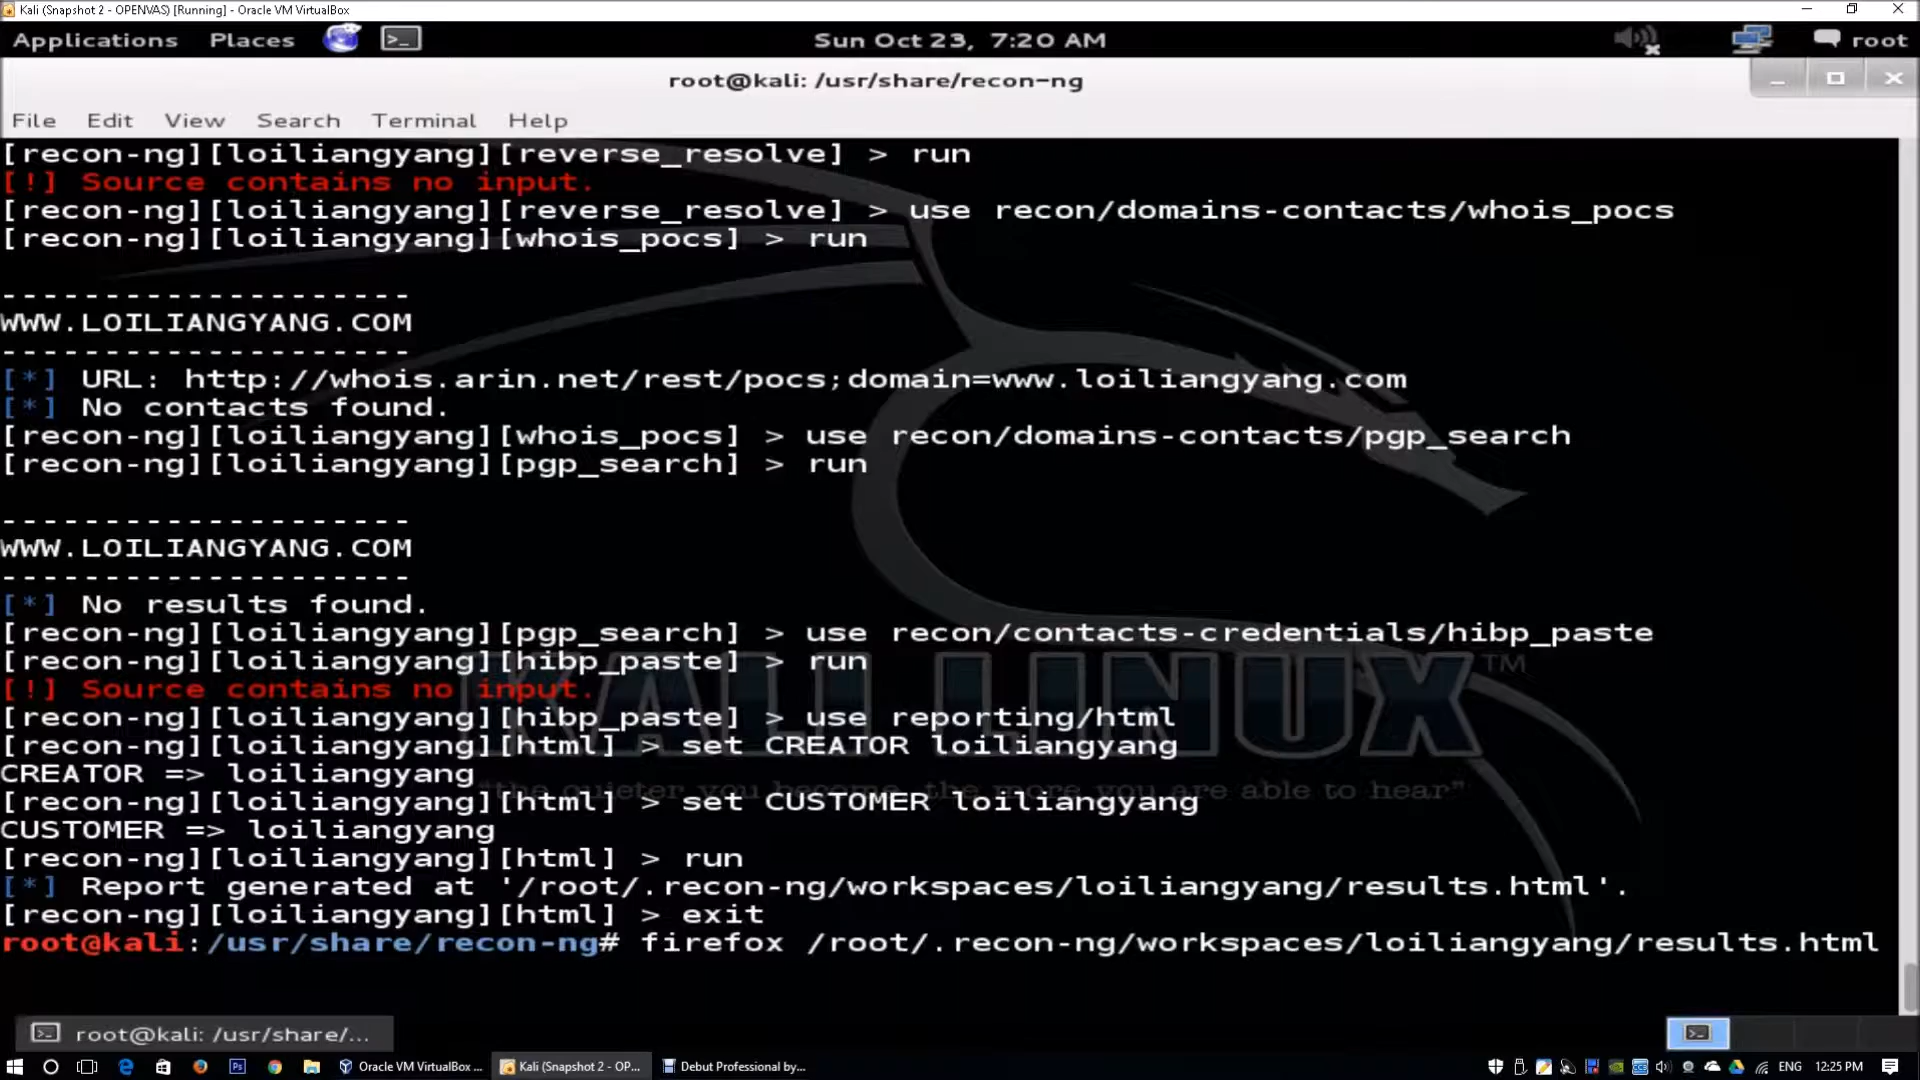 Kali (Snapshot 2 - OPENVAS) [Running] - Oracle VM VirtualBox
Applications Places Sun Oct 23, 7:20 AM root
root@kali: /usr/share/recon-ng
File Edit View Search Terminal Help
[recon-ng][loiliangyang][reverse_resolve] > run
[!] Source contains no input.
[recon-ng][loiliangyang][reverse_resolve] > use recon/domains-contacts/whois_pocs
[recon-ng][loiliangyang][whois_pocs] > run
--------------------
WWW.LOILIANGYANG.COM
--------------------
[*] URL: http://whois.arin.net/rest/pocs;domain=www.loiliangyang.com
[*] No contacts found.
[recon-ng][loiliangyang][whois_pocs] > use recon/domains-contacts/pgp_search
[recon-ng][loiliangyang][pgp_search] > run
--------------------
WWW.LOILIANGYANG.COM
--------------------
[*] No results found.
[recon-ng][loiliangyang][pgp_search] > use recon/contacts-credentials/hibp_paste
[recon-ng][loiliangyang][hibp_paste] > run
[!] Source contains no input.
[recon-ng][loiliangyang][hibp_paste] > use reporting/html
[recon-ng][loiliangyang][html] > set CREATOR loiliangyang
CREATOR => loiliangyang
[recon-ng][loiliangyang][html] > set CUSTOMER loiliangyang
CUSTOMER => loiliangyang
[recon-ng][loiliangyang][html] > run
[*] Report generated at '/root/.recon-ng/workspaces/loiliangyang/results.html'.
[recon-ng][loiliangyang][html] > exit
root@kali:/usr/share/recon-ng# firefox /root/.recon-ng/workspaces/loiliangyang/results.html
KALI LINUX™
"the quieter you become, the more you are able to hear"
root@kali: /usr/share/...
Oracle VM VirtualBox ... Kali (Snapshot 2 - OP... Debut Professional by... ENG 12:25 PM